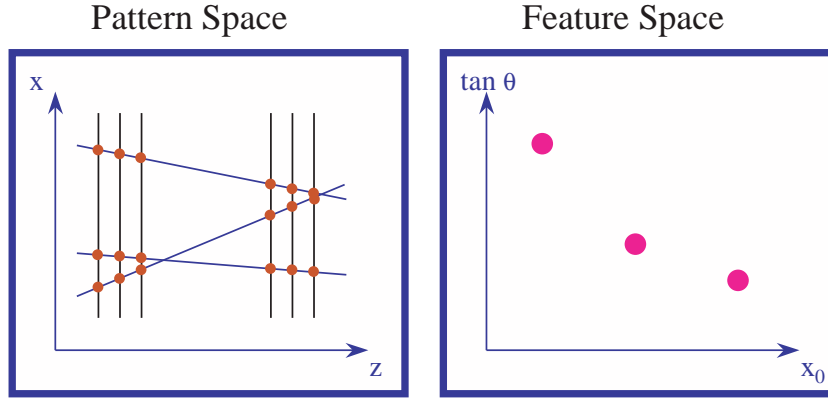 Pattern Space
Feature Space
x
z
tan θ
x₀